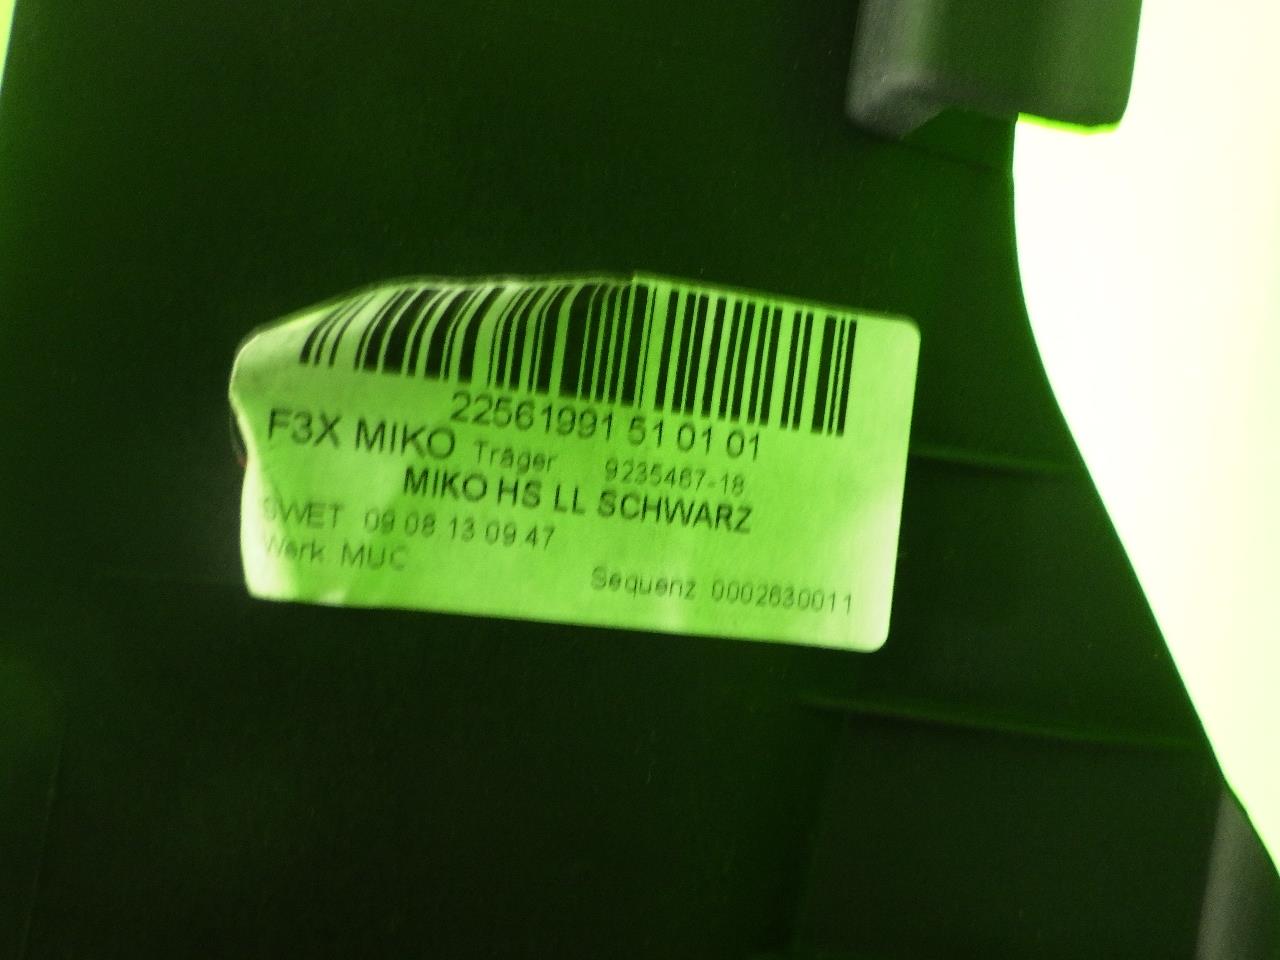 22561991 51 01 01
F3X MIKO Träger 9235467-18
MIKO HS LL SCHWARZ
SWET 09.08.13 09.47
Werk MUC
Sequenz 0002630011